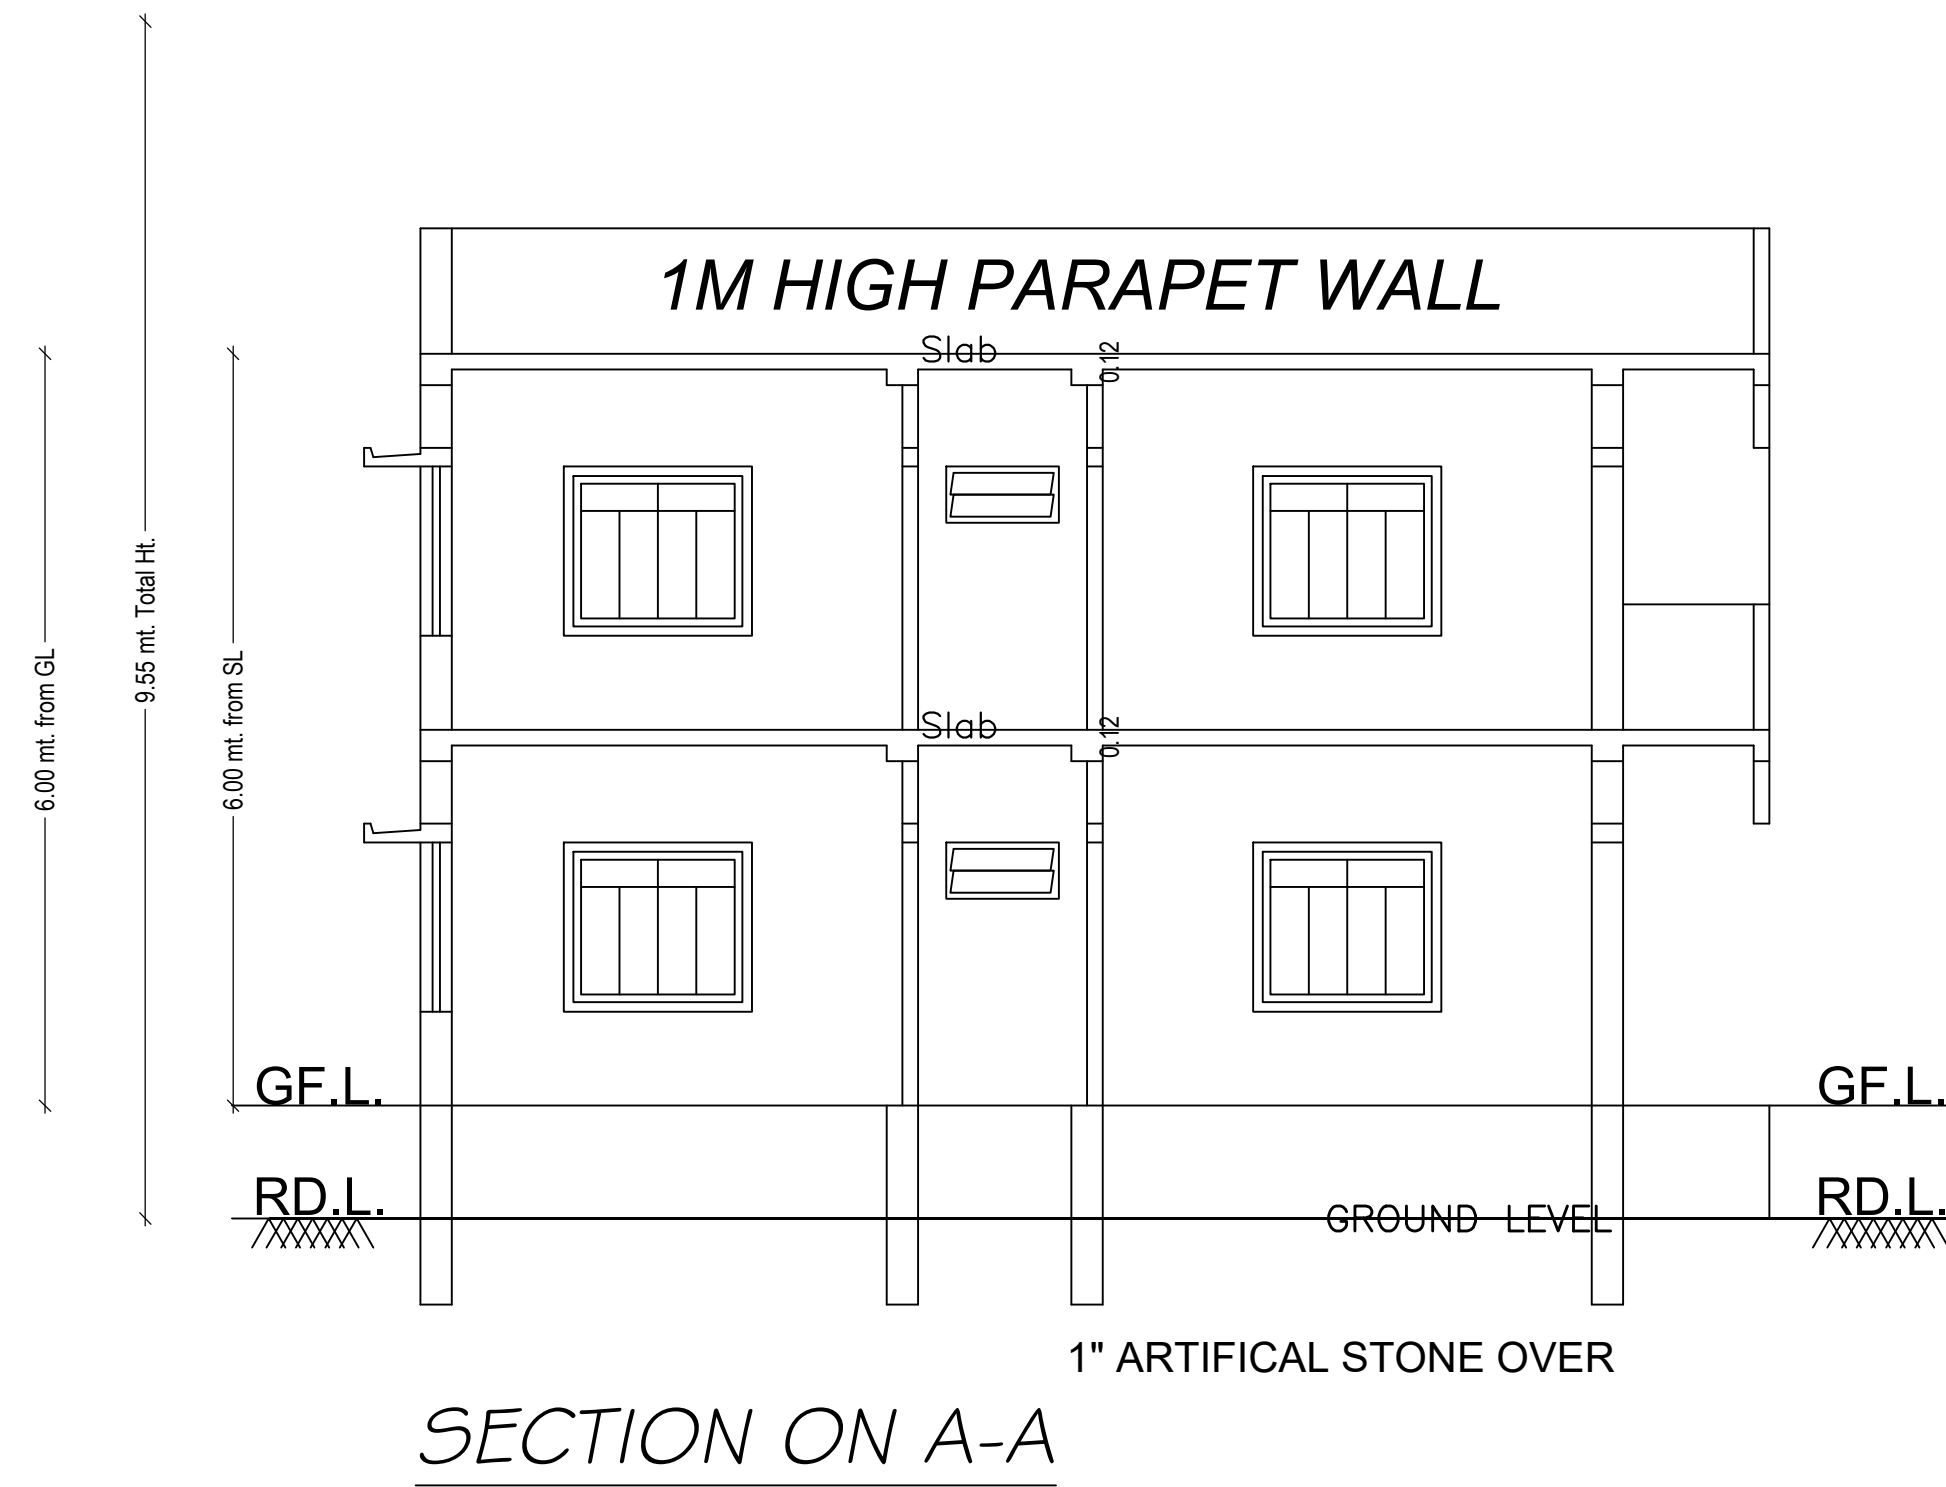 1M HIGH PARAPET WALL
Slab
0.12
9.55 mt. Total Ht.
6.00 mt. from GL
6.00 mt. from SL
Slab
0.12
GF.L.
GF.L.
RD.L.
RD.L.
GROUND LEVEL
1" ARTIFICAL STONE OVER
SECTION ON A-A